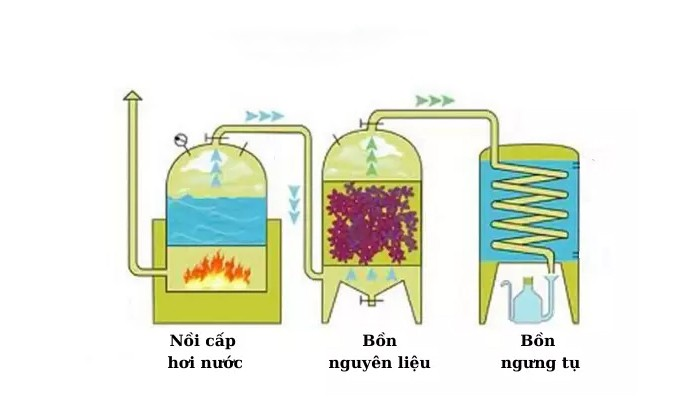 Nồi cấp
hơi nước
Bồn
nguyên liệu
Bồn
ngưng tụ